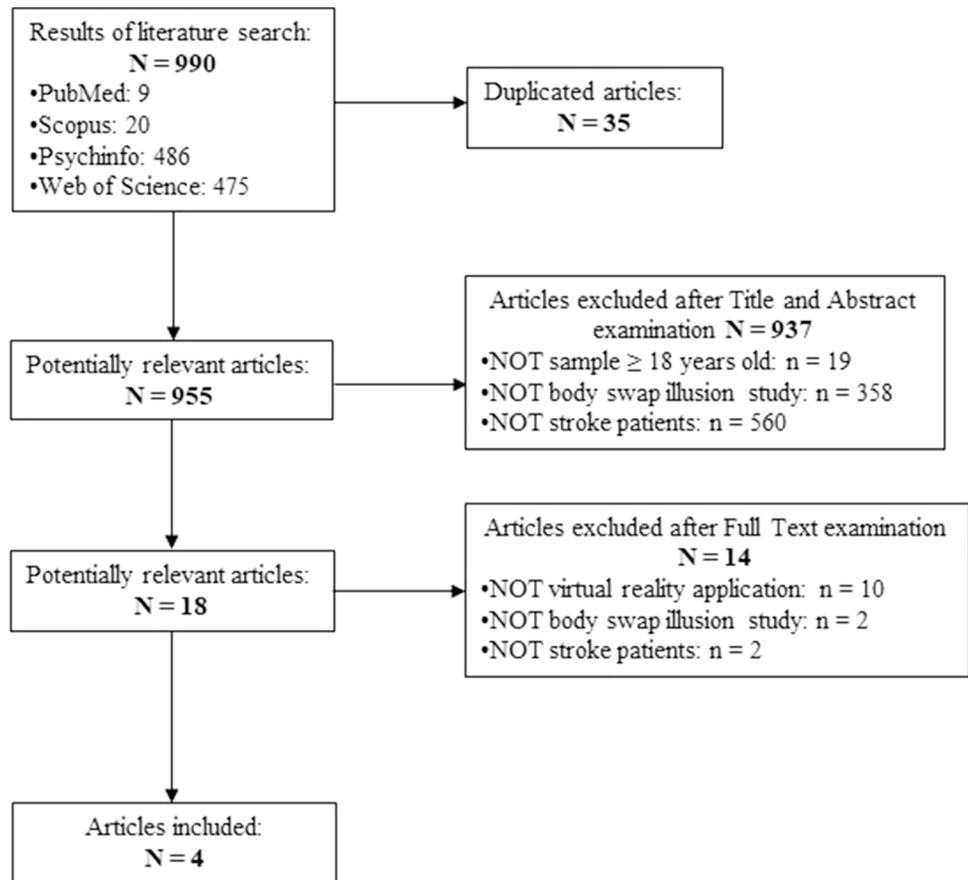 Results of literature search:
N = 990
•PubMed: 9
•Scopus: 20
•Psychinfo: 486
•Web of Science: 475
Duplicated articles:
N = 35
Potentially relevant articles:
N = 955
Articles excluded after Title and Abstract
examination N = 937
•NOT sample ≥ 18 years old: n = 19
•NOT body swap illusion study: n = 358
•NOT stroke patients: n = 560
Potentially relevant articles:
N = 18
Articles excluded after Full Text examination
N = 14
•NOT virtual reality application: n = 10
•NOT body swap illusion study: n = 2
•NOT stroke patients: n = 2
Articles included:
N = 4